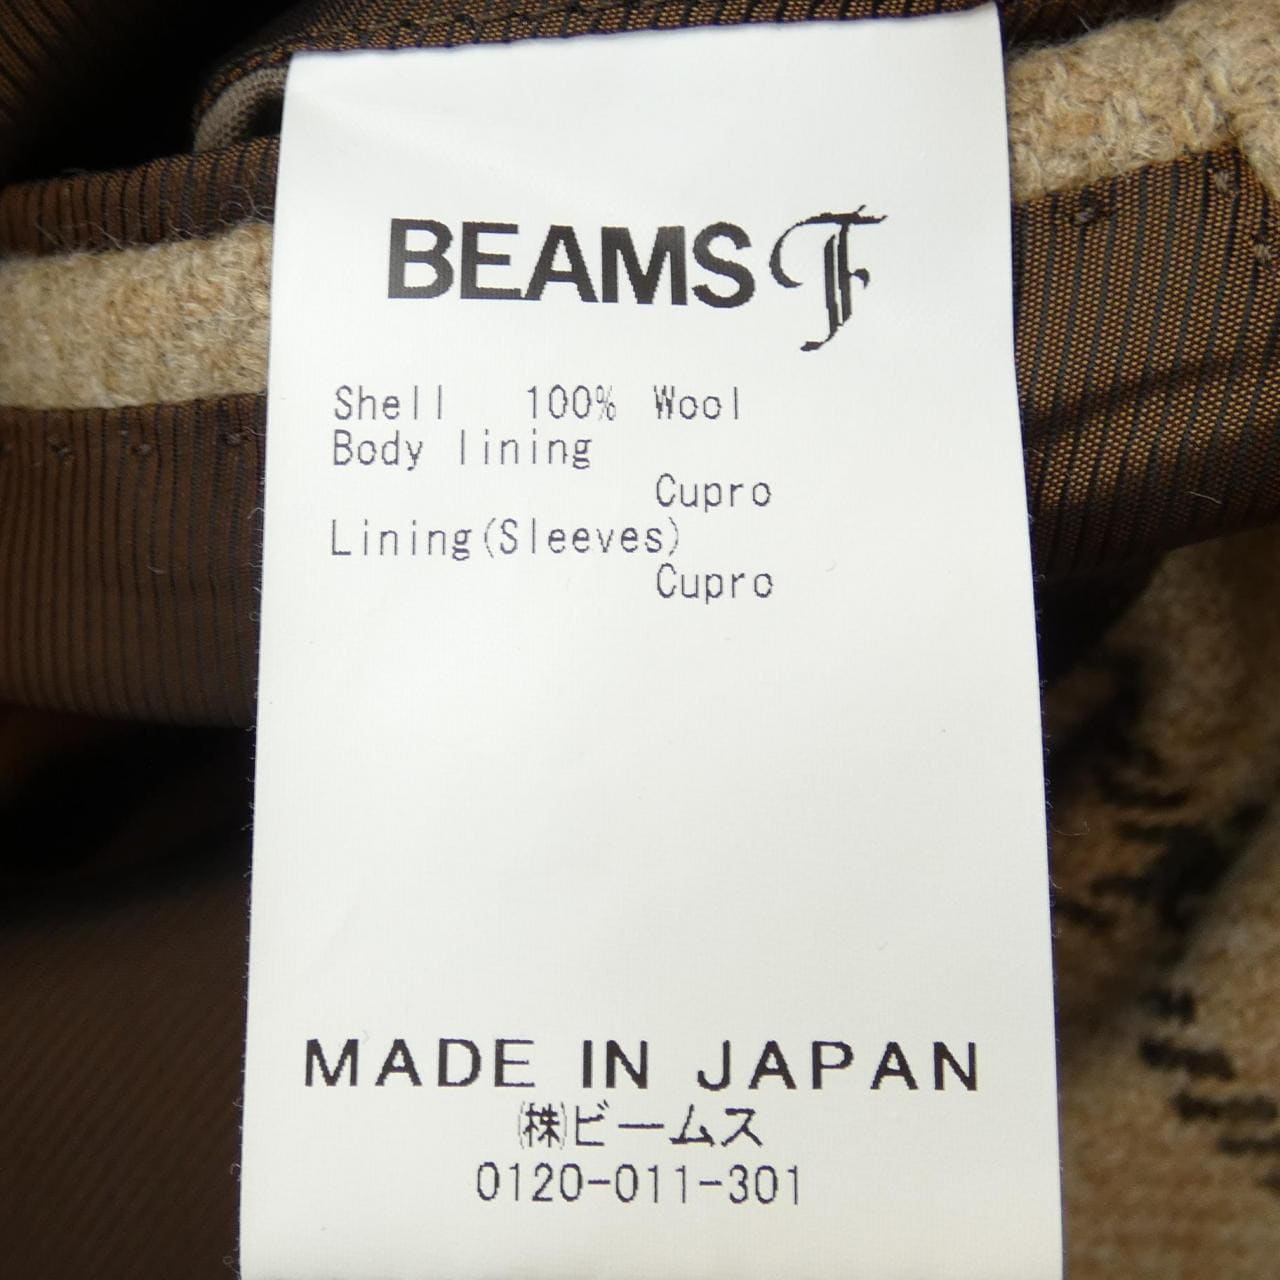 BEAMS F
Shell 100% Wool
Body lining
Cupro
Lining(Sleeves)
Cupro
MADE IN JAPAN
㈱ビームス
0120-011-301